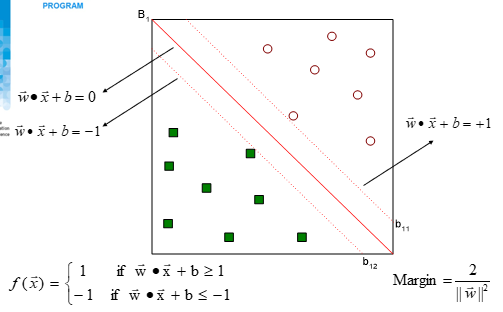 PROGRAM
B₁
w⃗ • x⃗ + b = 0
w⃗ • x⃗ + b = −1
w⃗ • x⃗ + b = +1
b₁₁
b₁₂
f(x⃗) = { 1 if w⃗ • x⃗ + b ≥ 1
−1 if w⃗ • x⃗ + b ≤ −1
Margin = 2 / ||w⃗||²